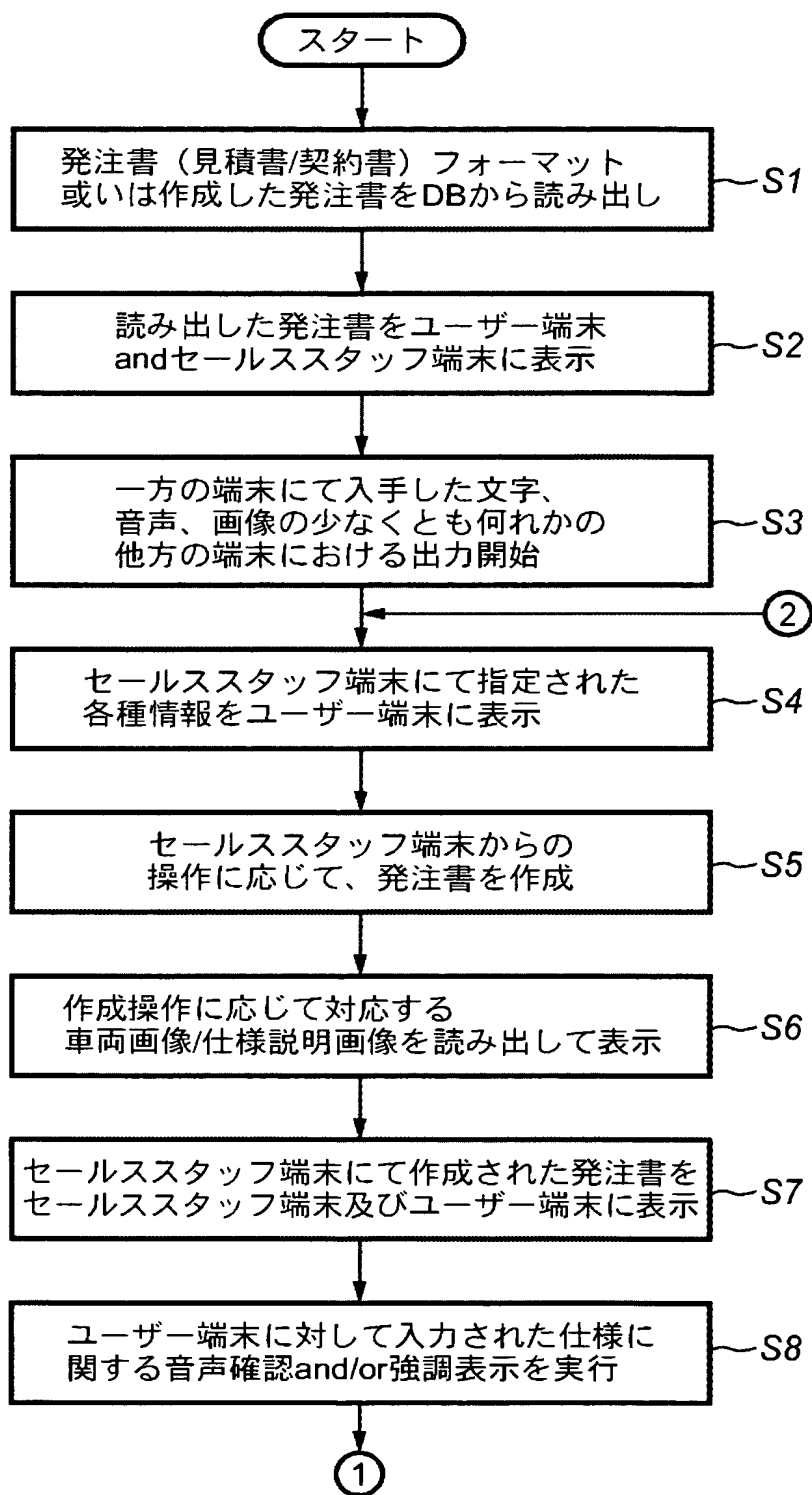 スタート
発注書（見積書/契約書）フォーマット
或いは作成した発注書をDBから読み出し
S1
読み出した発注書をユーザー端末
andセールススタッフ端末に表示
S2
一方の端末にて入手した文字、
音声、画像の少なくとも何れかの
他方の端末における出力開始
S3
2
セールススタッフ端末にて指定された
各種情報をユーザー端末に表示
S4
セールススタッフ端末からの
操作に応じて、発注書を作成
S5
作成操作に応じて対応する
車両画像/仕様説明画像を読み出して表示
S6
セールススタッフ端末にて作成された発注書を
セールススタッフ端末及びユーザー端末に表示
S7
ユーザー端末に対して入力された仕様に
関する音声確認and/or強調表示を実行
S8
1